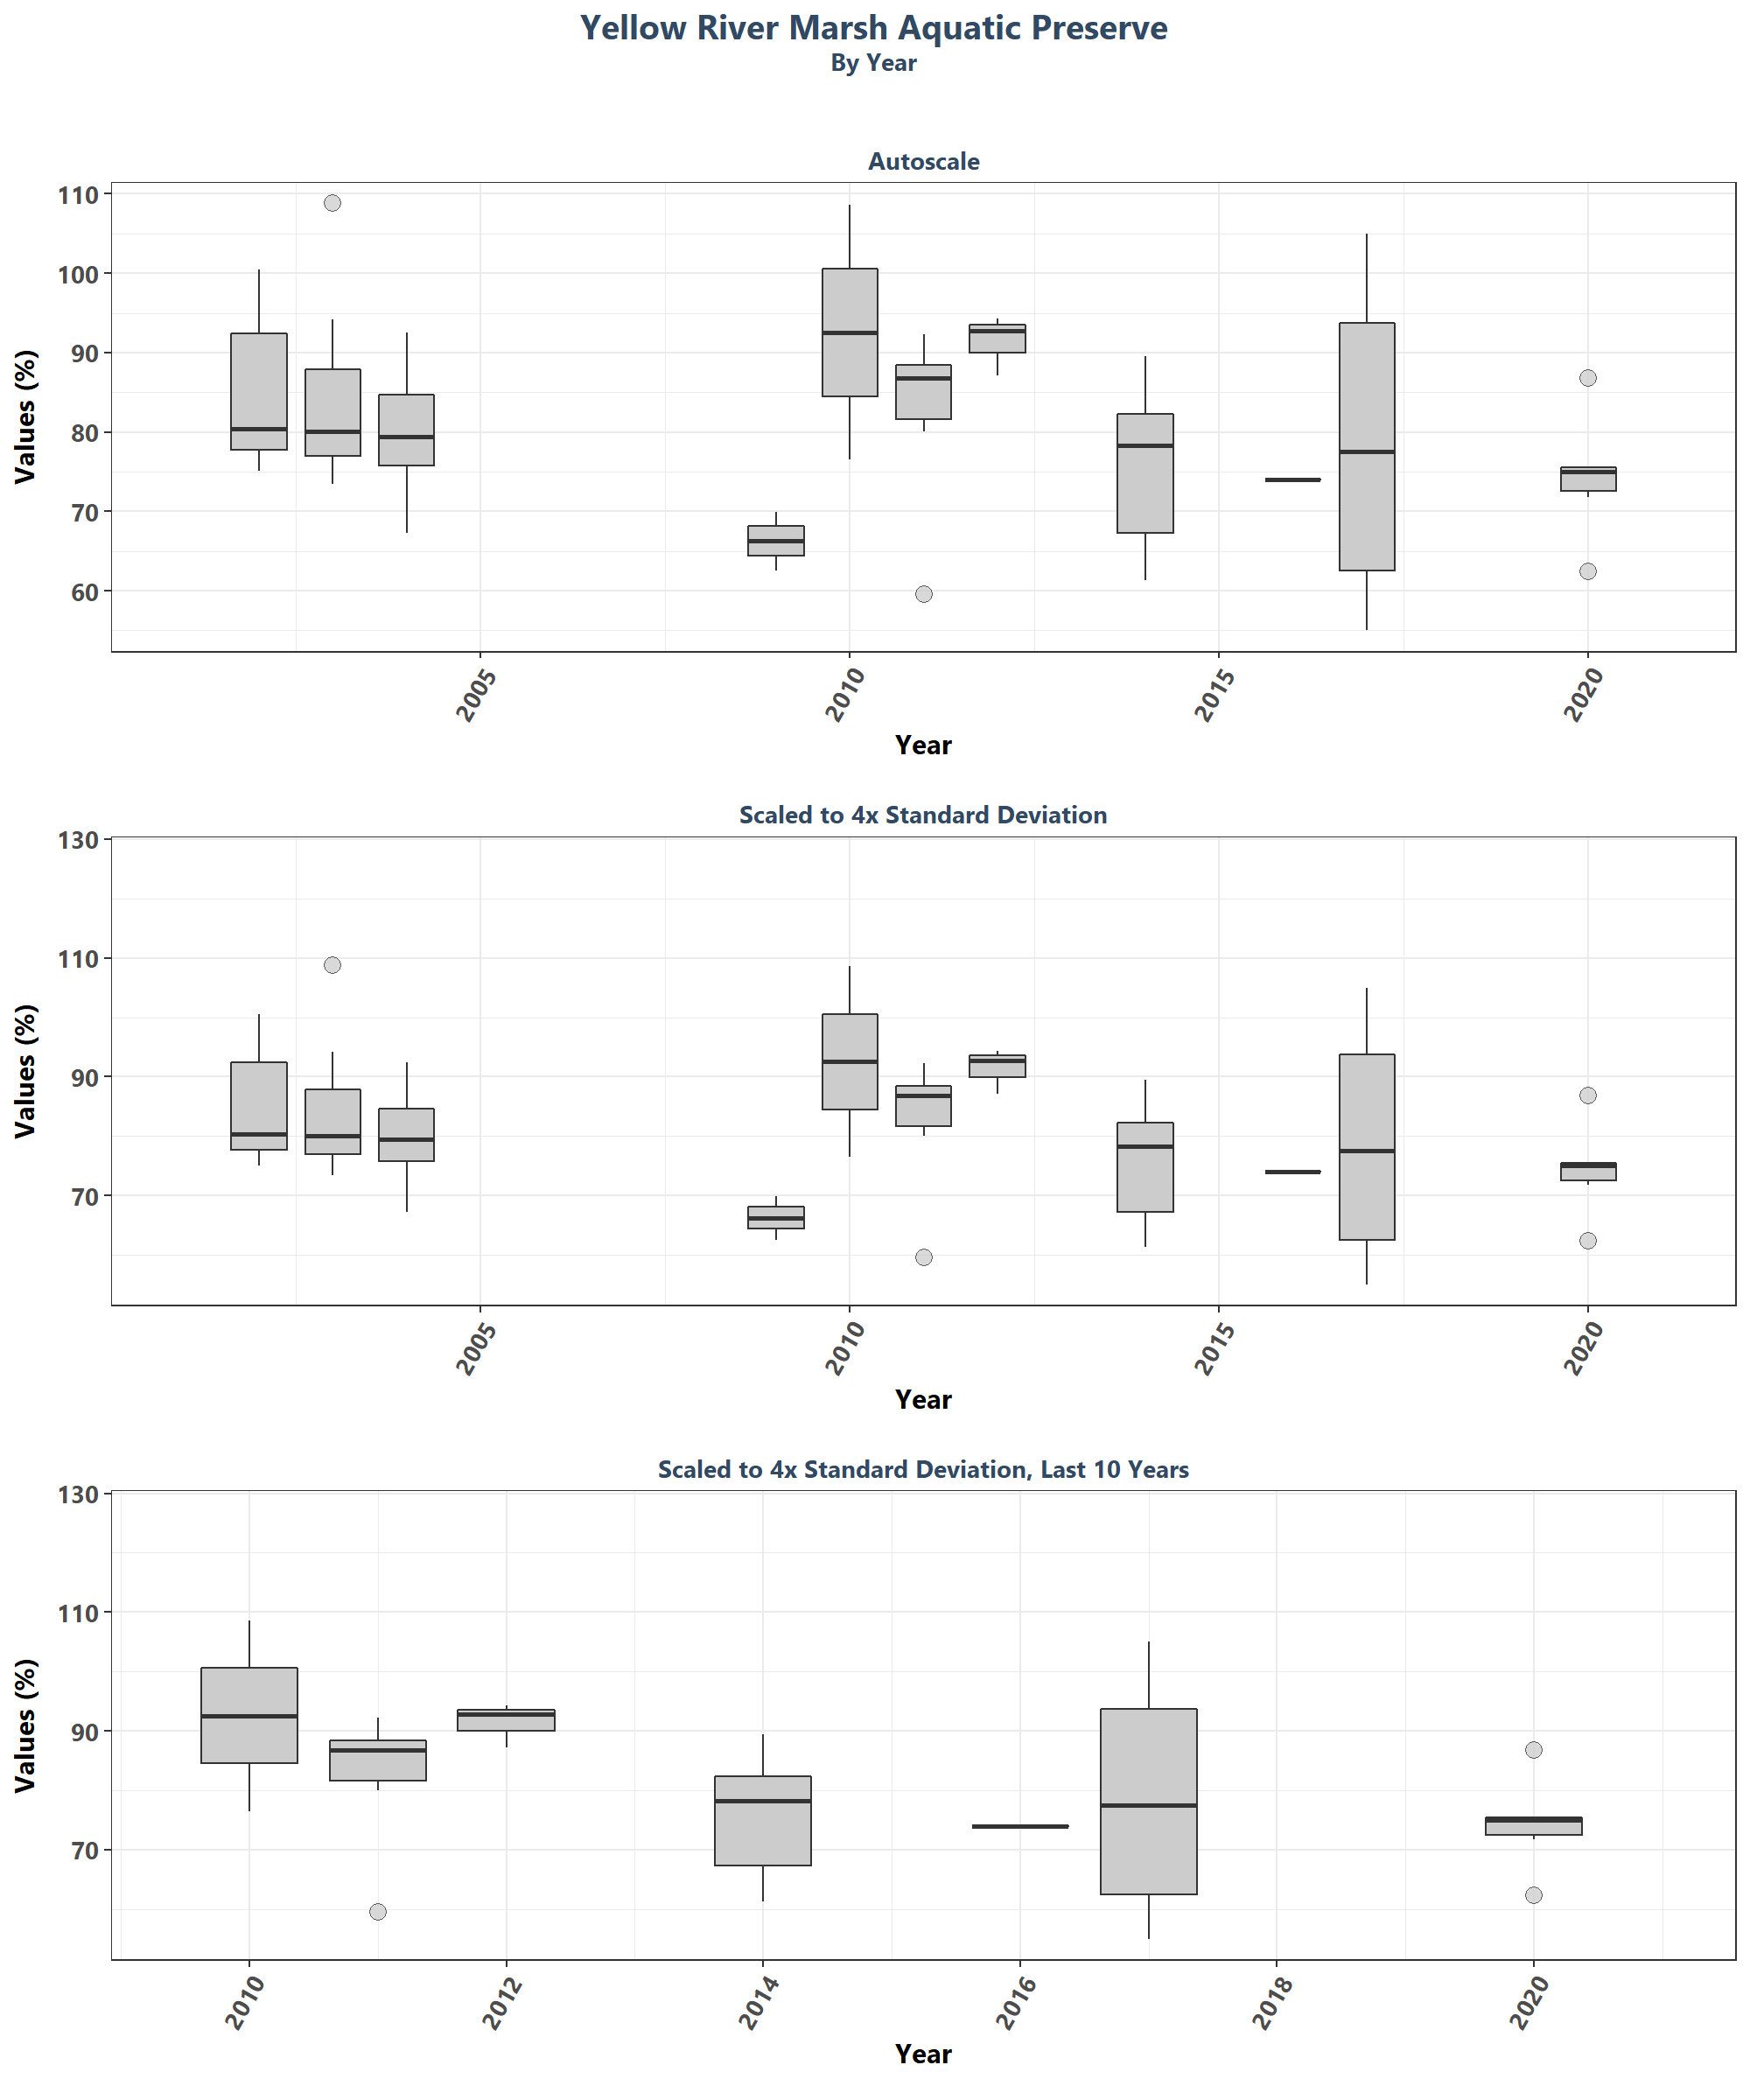 Yellow River Marsh Aquatic Preserve
By Year
Autoscale
110
100
90
80
70
60
Values (%)
2005
2010
2015
2020
Year
Scaled to 4x Standard Deviation
130
110
90
70
Values (%)
2005
2010
2015
2020
Year
Scaled to 4x Standard Deviation, Last 10 Years
130
110
90
70
Values (%)
2010
2012
2014
2016
2018
2020
Year